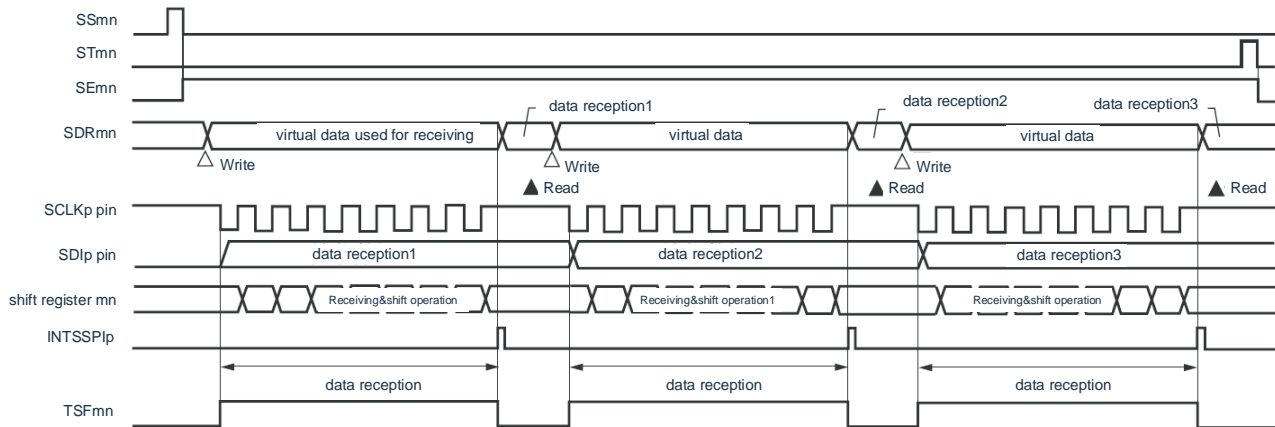 SSmn
STmn
SEmn
data reception1
data reception2
data reception3
SDRmn
virtual data used for receiving
virtual data
virtual data
Write
Write
Write
Read
Read
Read
SCLKp pin
SDIp pin
data reception1
data reception2
data reception3
shift register mn
Receiving&shift operation
Receiving&shift operation1
Receiving&shift operation
INTSSPIp
data reception
data reception
data reception
TSFmn